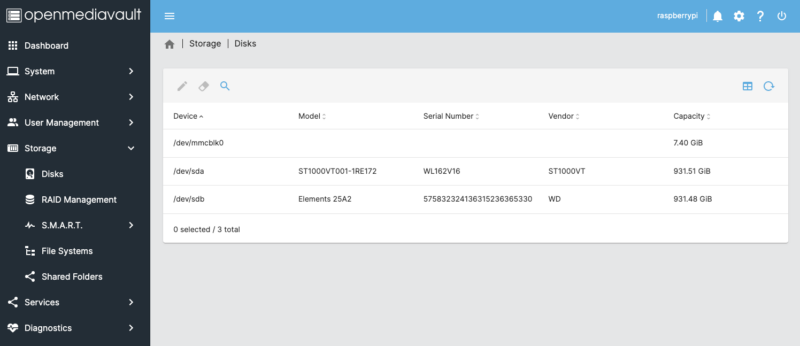 openmediavault
raspberrypi
Dashboard
System
Network
User Management
Storage
Disks
RAID Management
S.M.A.R.T.
File Systems
Shared Folders
Services
Diagnostics
| Storage | Disks
Device Model Serial Number Vendor Capacity
/dev/mmcblk0 7.40 GiB
/dev/sda ST1000VT001-1RE172 WL162V16 ST1000VT 931.51 GiB
/dev/sdb Elements 25A2 575832324136315236365330 WD 931.48 GiB
0 selected / 3 total